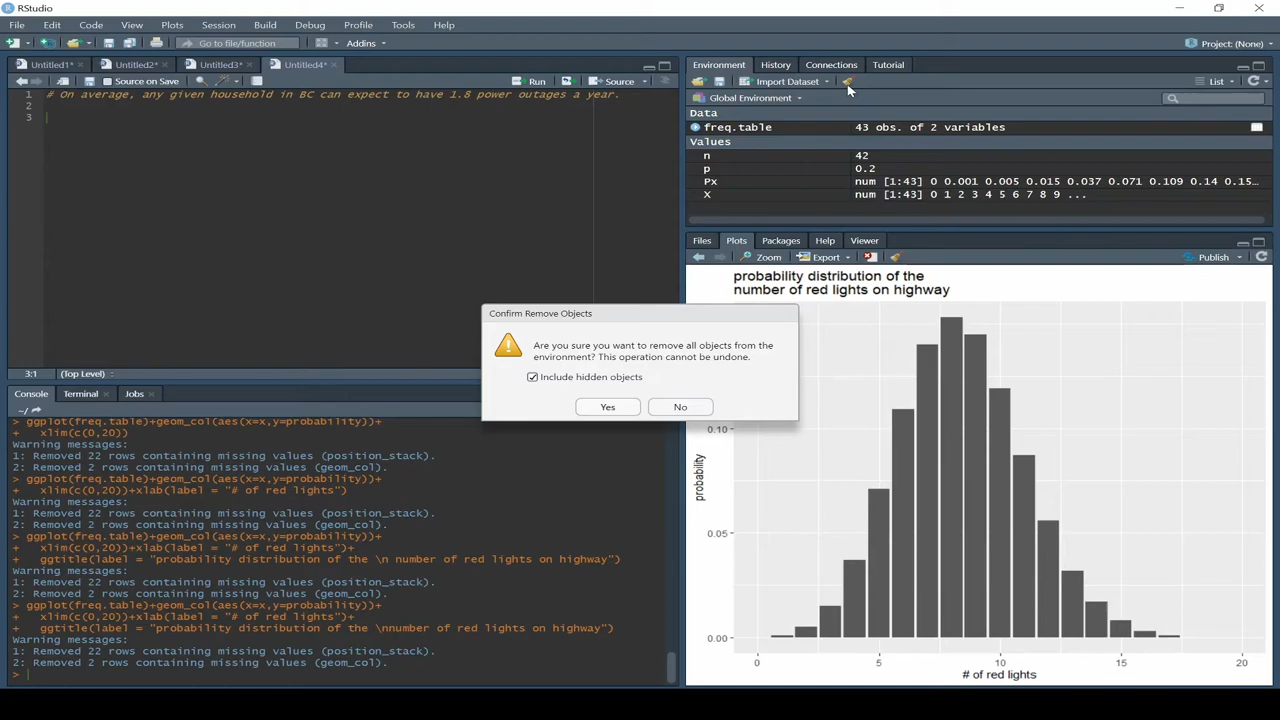 RStudio
File Edit Code View Plots Session Build Debug Profile Tools Help
Go to file/function Addins Project: (None)
Untitled1* Untitled2* Untitled3* Untitled4*
Source on Save Run Source
1 # On average, any given household in BC can expect to have 1.8 power outages a year.
2
3
3:1 (Top Level)
Console Terminal Jobs
~/
> ggplot(freq.table)+geom_col(aes(x=x,y=probability))+
+ xlim(c(0,20))
Warning messages:
1: Removed 22 rows containing missing values (position_stack).
2: Removed 2 rows containing missing values (geom_col).
> ggplot(freq.table)+geom_col(aes(x=x,y=probability))+
+ xlim(c(0,20))+xlab(label = "# of red lights")
Warning messages:
1: Removed 22 rows containing missing values (position_stack).
2: Removed 2 rows containing missing values (geom_col).
> ggplot(freq.table)+geom_col(aes(x=x,y=probability))+
+ xlim(c(0,20))+xlab(label = "# of red lights")+
+ ggtitle(label = "probability distribution of the \n number of red lights on highway")
Warning messages:
1: Removed 22 rows containing missing values (position_stack).
2: Removed 2 rows containing missing values (geom_col).
> ggplot(freq.table)+geom_col(aes(x=x,y=probability))+
+ xlim(c(0,20))+xlab(label = "# of red lights")+
+ ggtitle(label = "probability distribution of the \nnumber of red lights on highway")
Warning messages:
1: Removed 22 rows containing missing values (position_stack).
2: Removed 2 rows containing missing values (geom_col).
>
Confirm Remove Objects
Are you sure you want to remove all objects from the
environment? This operation cannot be undone.
Include hidden objects
Yes No
Environment History Connections Tutorial
Import Dataset List
Global Environment
Data
freq.table 43 obs. of 2 variables
Values
n 42
p 0.2
Px num [1:43] 0 0.001 0.005 0.015 0.037 0.071 0.109 0.14 0.15…
X num [1:43] 0 1 2 3 4 5 6 7 8 9 ...
Files Plots Packages Help Viewer
Zoom Export Publish
probability distribution of the
number of red lights on highway
probability
0.10
0.05
0.00
0 5 10 15 20
# of red lights